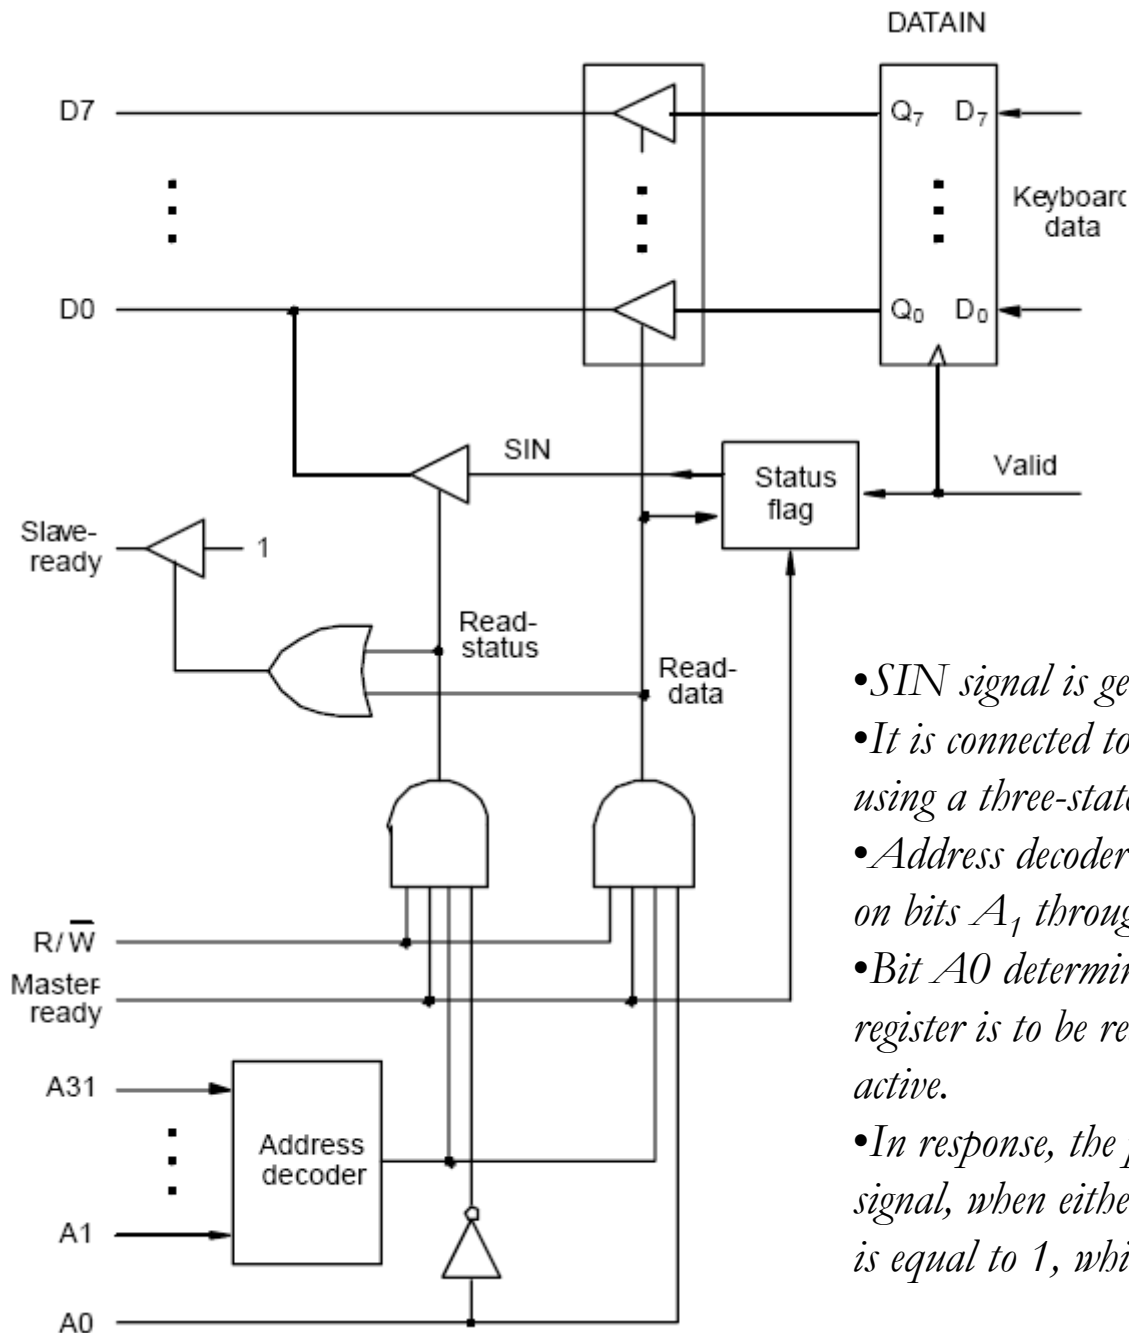 DATAIN
D7
Q7 D7
Keyboard
data
D0
Q0 D0
SIN
Status
flag
Valid
Slave-
ready
1
Read-
status
Read-
data
R/W̅
Master
ready
A31
Address
decoder
A1
A0
•SIN signal is ge
•It is connected to
using a three-stat
•Address decoder
on bits A1 throug
•Bit A0 determin
register is to be re
active.
•In response, the p
signal, when eithe
is equal to 1, whi